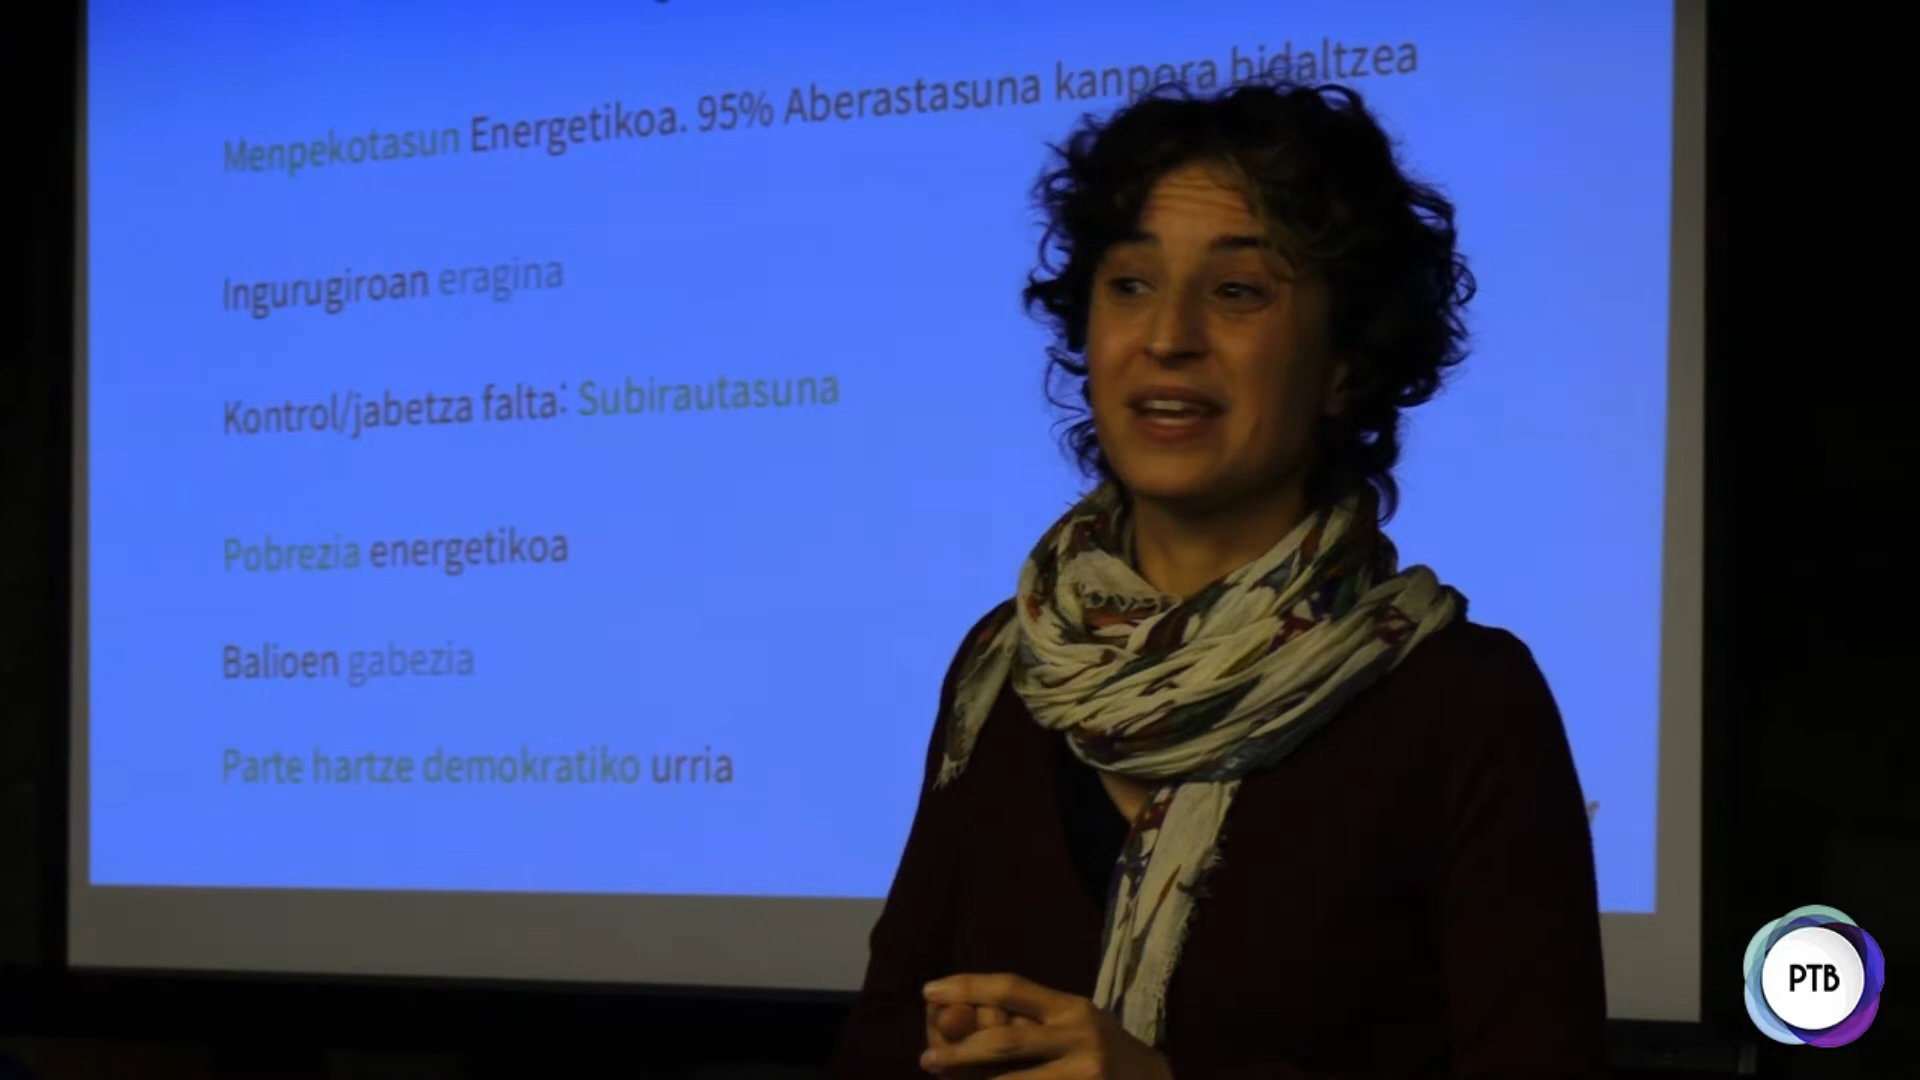 Menpekotasun Energetikoa. 95% Aberastasuna kanpora bidaltzea
Ingurugiroan eragina
Kontrol/jabetza falta: Subirautasuna
Pobrezia energetikoa
Balioen gabezia
Parte hartze demokratiko urria
PTB